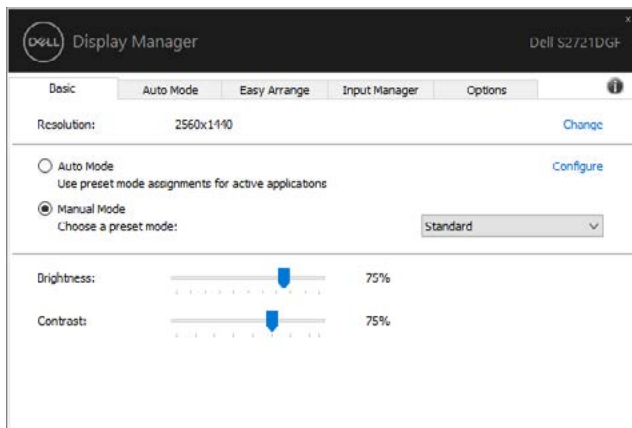 DELL Display Manager
Dell S2721DGF
Basic Auto Mode Easy Arrange Input Manager Options
Resolution: 2560x1440 Change
Auto Mode Configure
Use preset mode assignments for active applications
Manual Mode
Choose a preset mode: Standard
Brightness: 75%
Contrast: 75%